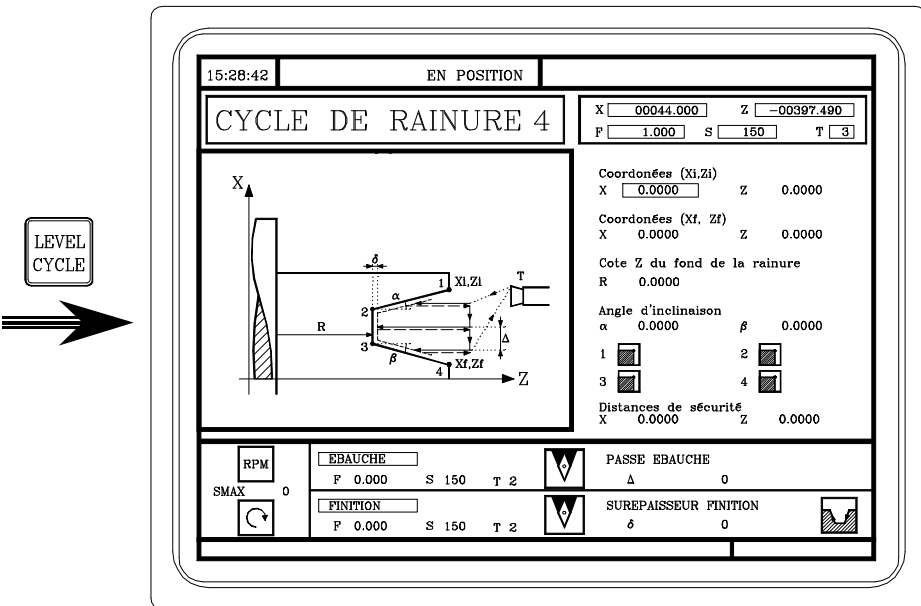 LEVEL
CYCLE
15:28:42 EN POSITION
CYCLE DE RAINURE 4
X 00044.000 Z -00397.490
F 1.000 S 150 T 3
X
δ
1 Xi,Zi T
α
2
R Δ
3
β
4 Xf,Zf
Z
Coordonées (Xi,Zi)
X 0.0000 Z 0.0000
Coordonées (Xf, Zf)
X 0.0000 Z 0.0000
Cote Z du fond de la rainure
R 0.0000
Angle d'inclinaison
α 0.0000 β 0.0000
1 2
3 4
Distances de sécurité
X 0.0000 Z 0.0000
RPM
SMAX 0
EBAUCHE
F 0.000 S 150 T 2
PASSE EBAUCHE
Δ 0
FINITION
F 0.000 S 150 T 2
SUREPAISSEUR FINITION
δ 0